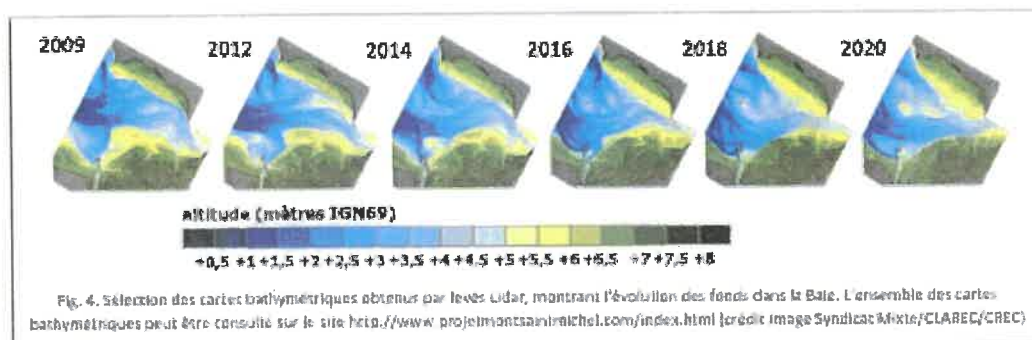 2009 2012 2014 2016 2018 2020
altitude (mètres IGN69)
+0,5 +1 +1,5 +2 +2,5 +3 +3,5 +4 +4,5 +5 +5,5 +6 +6,5 +7 +7,5 +8
Fig. 4. Sélection des cartes bathymétriques obtenus par levés Lidar, montrant l'évolution des fonds dans la Baie. L'ensemble des cartes
bathymétriques peut être consulté sur le site http://www.projetmontsaintmichel.com/index.html (crédit image Syndicat Mixte/CLAREC/CREC)